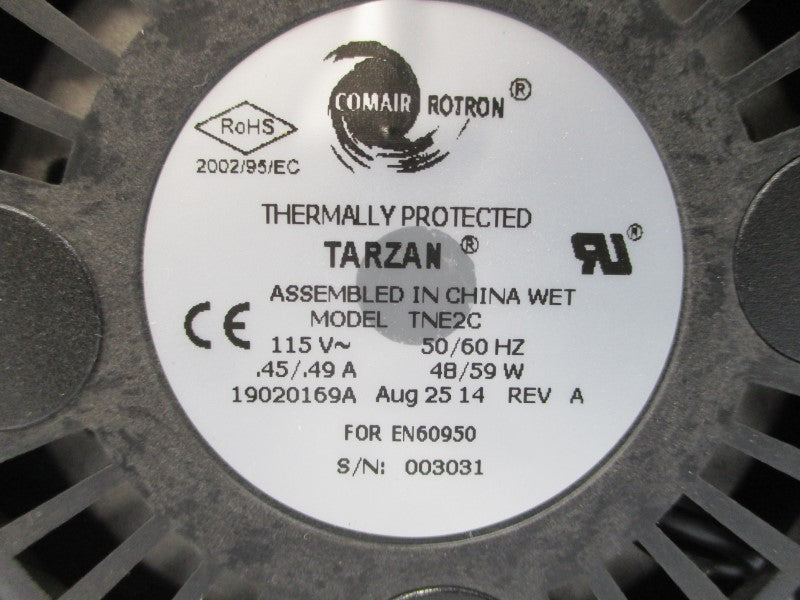 COMAIR ROTRON ®
RoHS
2002/95/EC
THERMALLY PROTECTED
TARZAN ®
RU ®
ASSEMBLED IN CHINA WET
CE
MODEL TNE2C
115 V~ 50/60 HZ
.45/.49 A 48/59 W
19020169A Aug 25 14 REV A
FOR EN60950
S/N: 003031